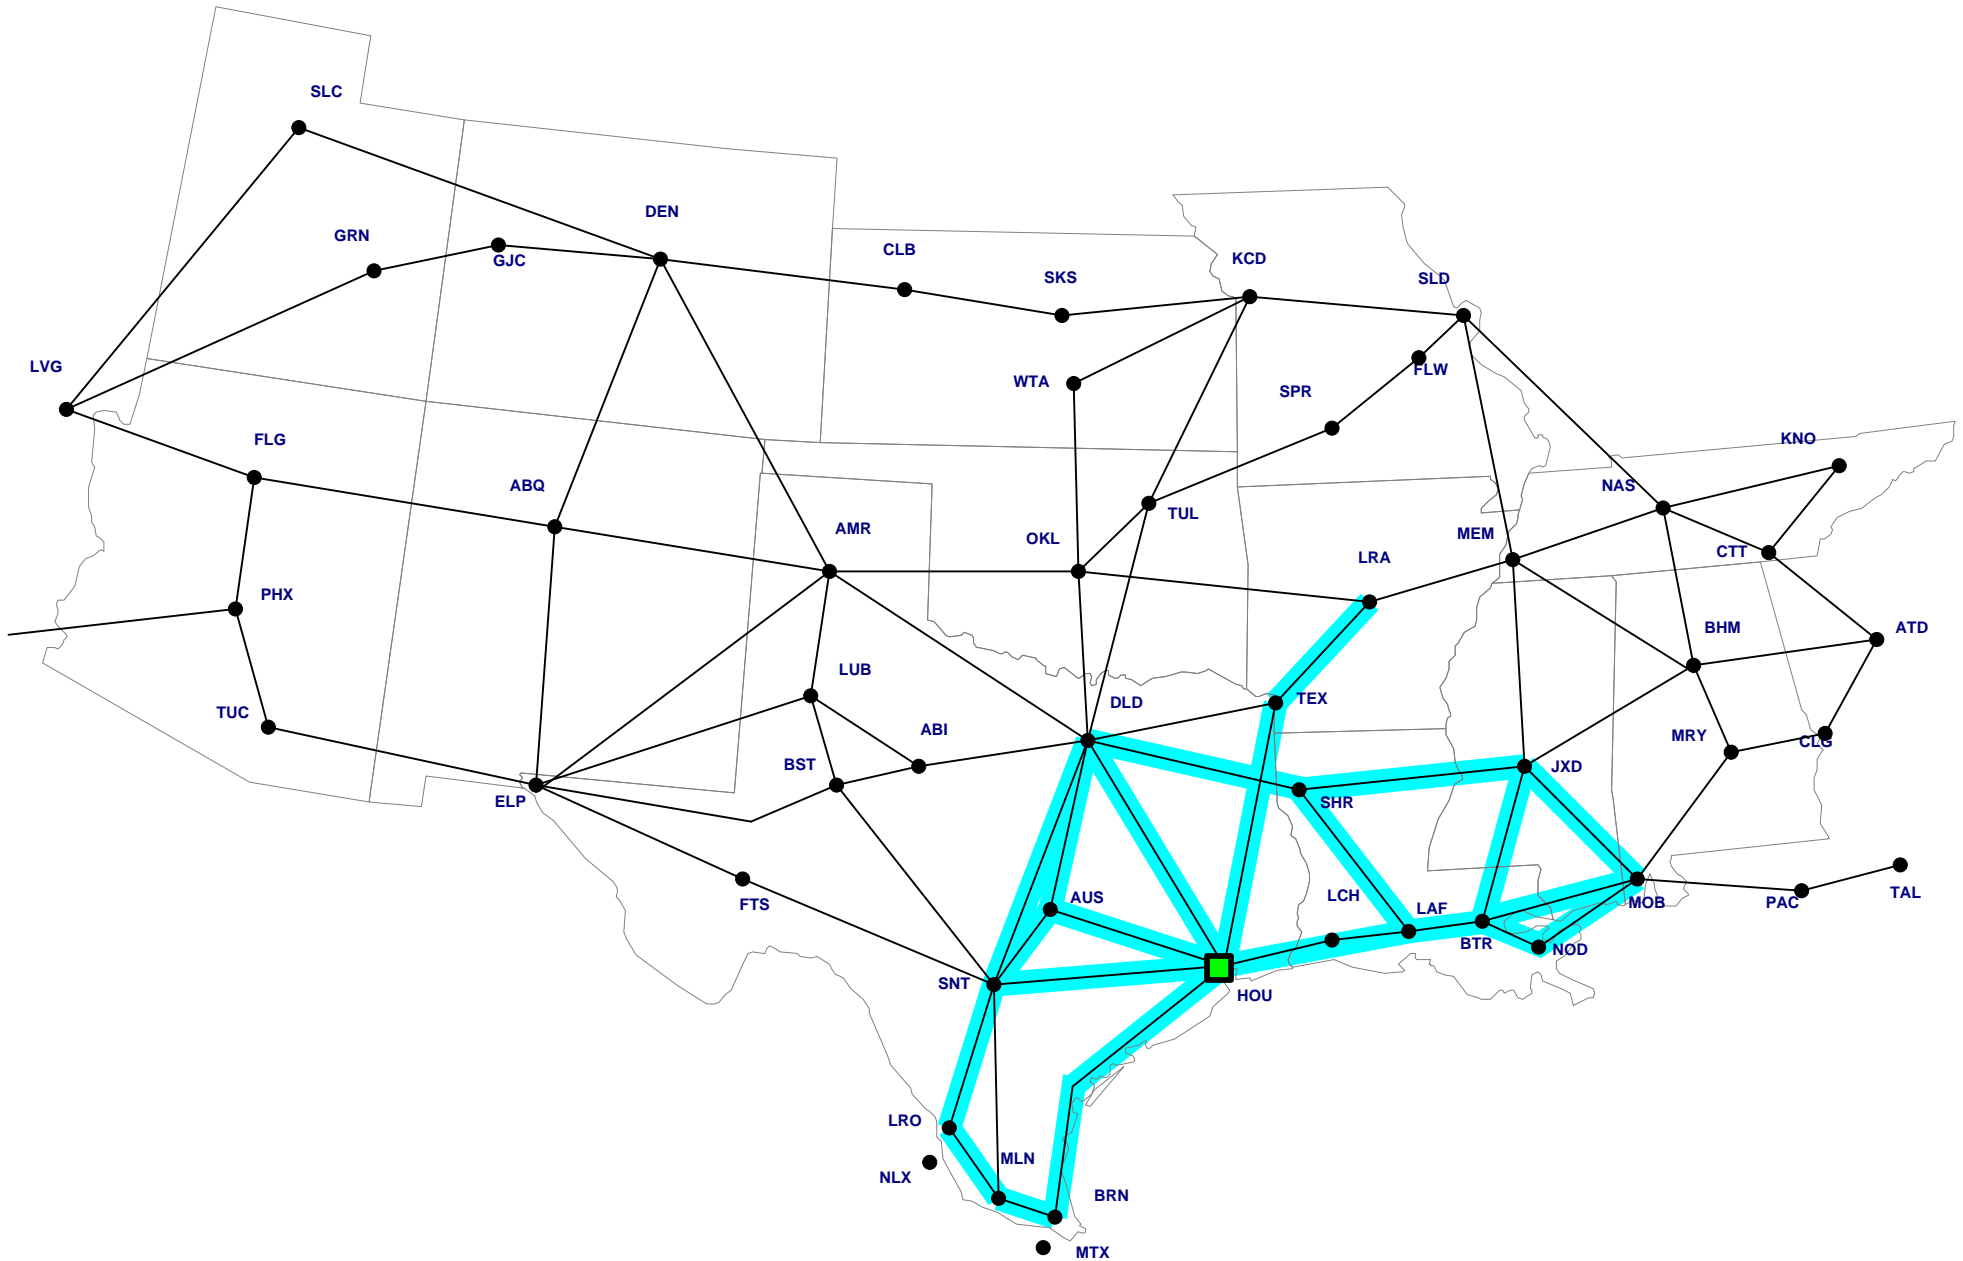 SLC
DEN
GRN
GJC
CLB
SKS
KCD
SLD
LVG
WTA
SPR
FLW
FLG
KNO
ABQ
NAS
AMR
OKL
TUL
MEM
CTT
LRA
PHX
BHM
ATD
LUB
TUC
DLD
TEX
ABI
MRY
CLG
BST
JXD
ELP
SHR
FTS
AUS
LCH
LAF
MOB
PAC
TAL
BTR
NOD
SNT
HOU
LRO
MLN
NLX
BRN
MTX